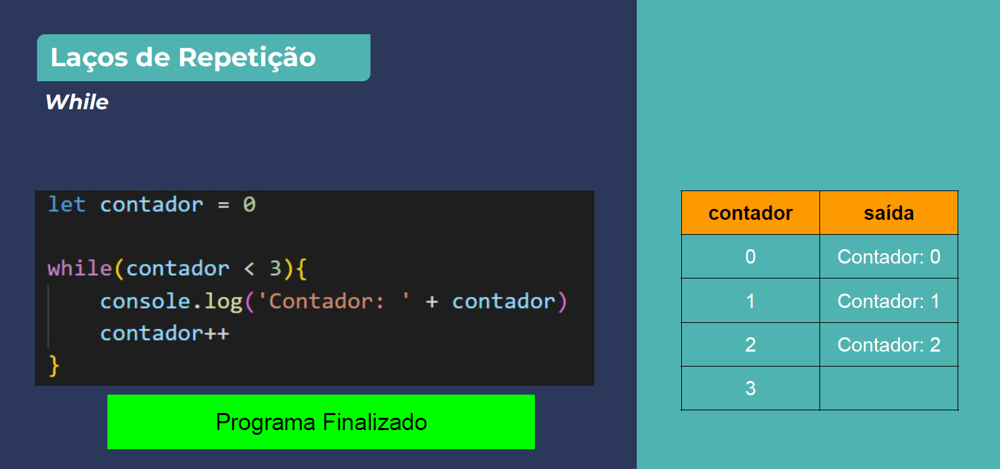 Laços de Repetição
While
let contador = 0
while(contador < 3){
console.log('Contador: ' + contador)
contador++
}
Programa Finalizado
contador saída
0 Contador: 0
1 Contador: 1
2 Contador: 2
3